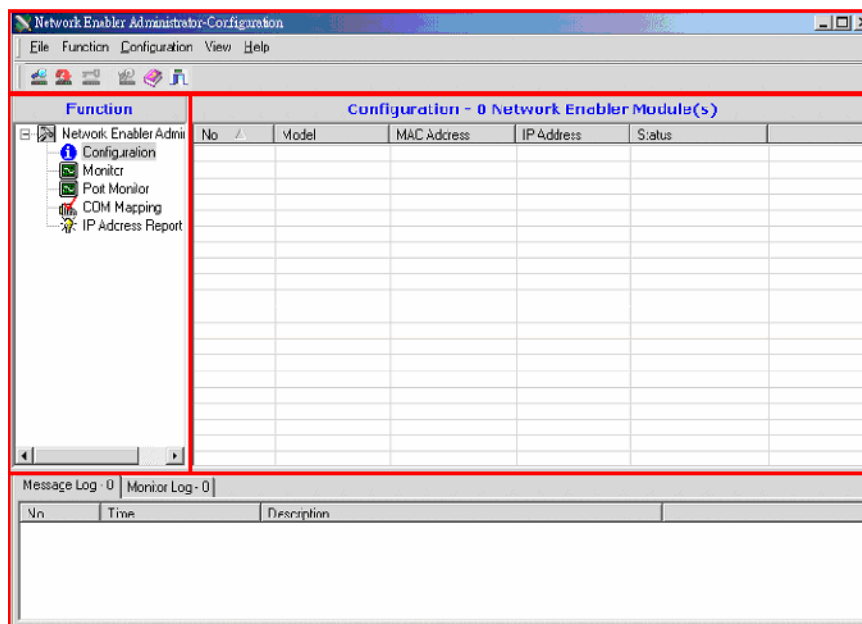 Network Enabler Administrator-Configuration
File Function Configuration View Help
Function
Configuration - 0 Network Enabler Module(s)
Network Enabler Admi
Configuration
Monitor
Port Monitor
COM Mapping
IP Address Report
No Model MAC Address IP Address Status
Message Log - 0 Monitor Log - 0
No Time Description